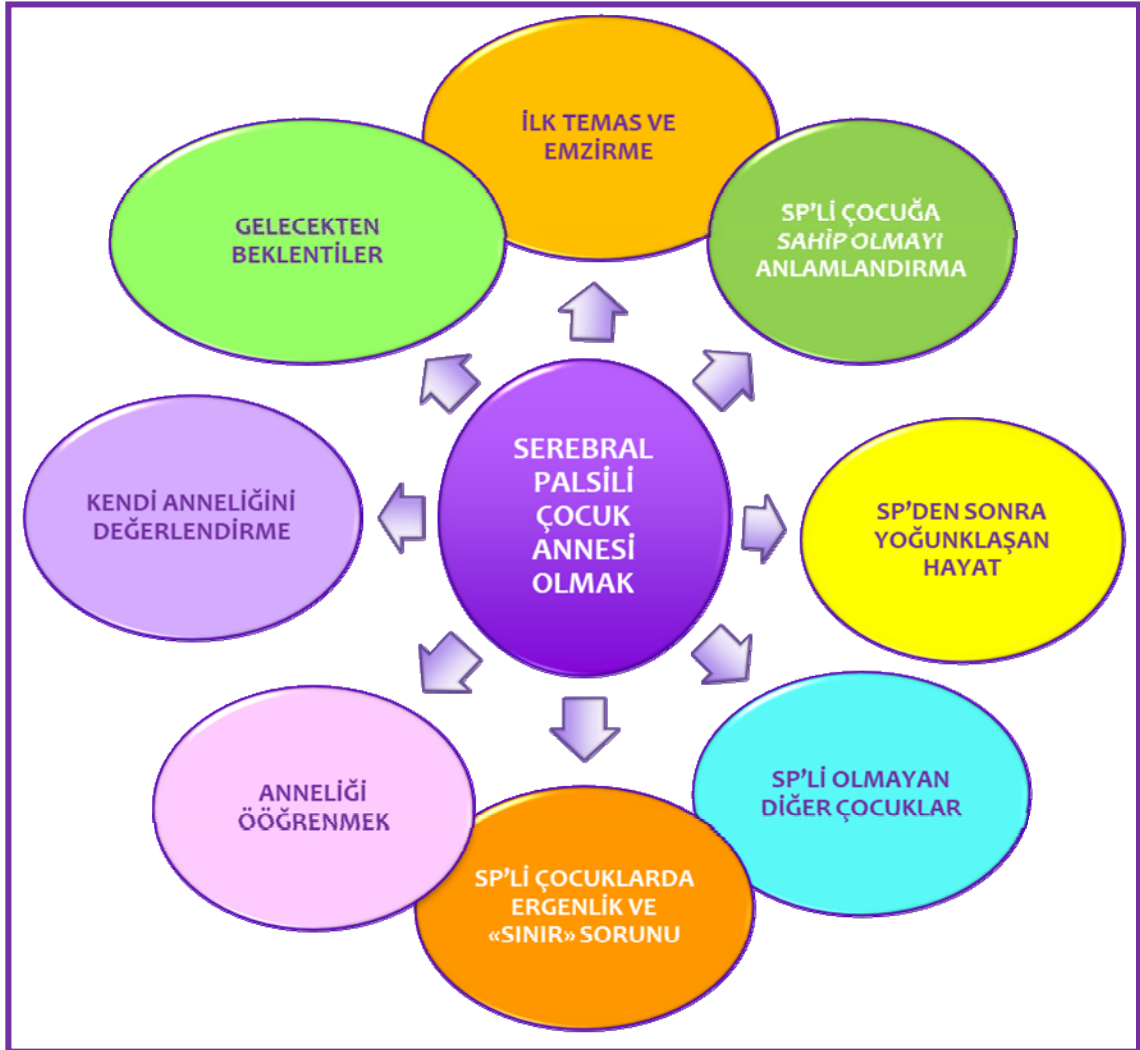 İLK TEMAS VE
EMZİRME
SP'Lİ ÇOCUĞA
SAHİP OLMAYI
ANLAMLANDIRMA
GELECEKTEN
BEKLENTİLER
SEREBRAL
PALSİLİ
ÇOCUK
ANNESİ
OLMAK
KENDİ ANNELİĞİNİ
DEĞERLENDİRME
SP'DEN SONRA
YOĞUNKLAŞAN
HAYAT
ANNELİĞİ
ÖÖĞRENMEK
SP'Lİ OLMAYAN
DİĞER ÇOCUKLAR
SP'Lİ ÇOCUKLARDA
ERGENLİK VE
«SINIR» SORUNU